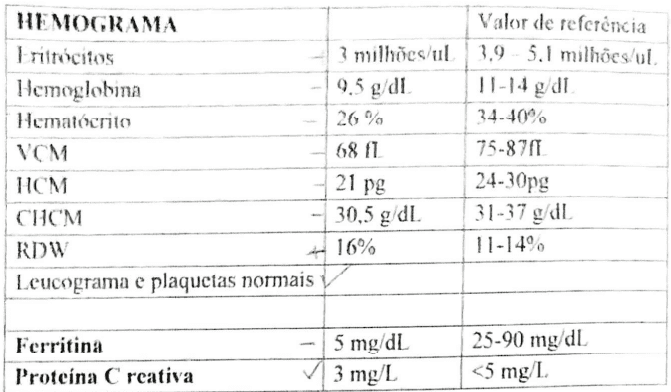 HEMOGRAMA Valor de referência
Eritrócitos – 3 milhões/uL 3,9 – 5,1 milhões/uL
Hemoglobina – 9,5 g/dL 11-14 g/dL
Hematócrito – 26 % 34-40%
VCM – 68 fL 75-87fL
HCM – 21 pg 24-30pg
CHCM – 30,5 g/dL 31-37 g/dL
RDW + 16% 11-14%
Leucograma e plaquetas normais ✓
Ferritina – 5 mg/dL 25-90 mg/dL
Proteína C reativa ✓ 3 mg/L <5 mg/L